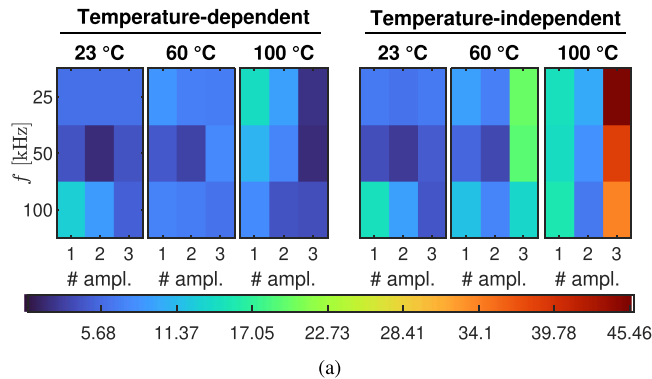 Temperature-dependent Temperature-independent
23 °C 60 °C 100 °C 23 °C 60 °C 100 °C
25
50
100
f [kHz]
1 2 3 1 2 3 1 2 3 1 2 3 1 2 3 1 2 3
# ampl. # ampl. # ampl. # ampl. # ampl. # ampl.
5.68 11.37 17.05 22.73 28.41 34.1 39.78 45.46
(a)